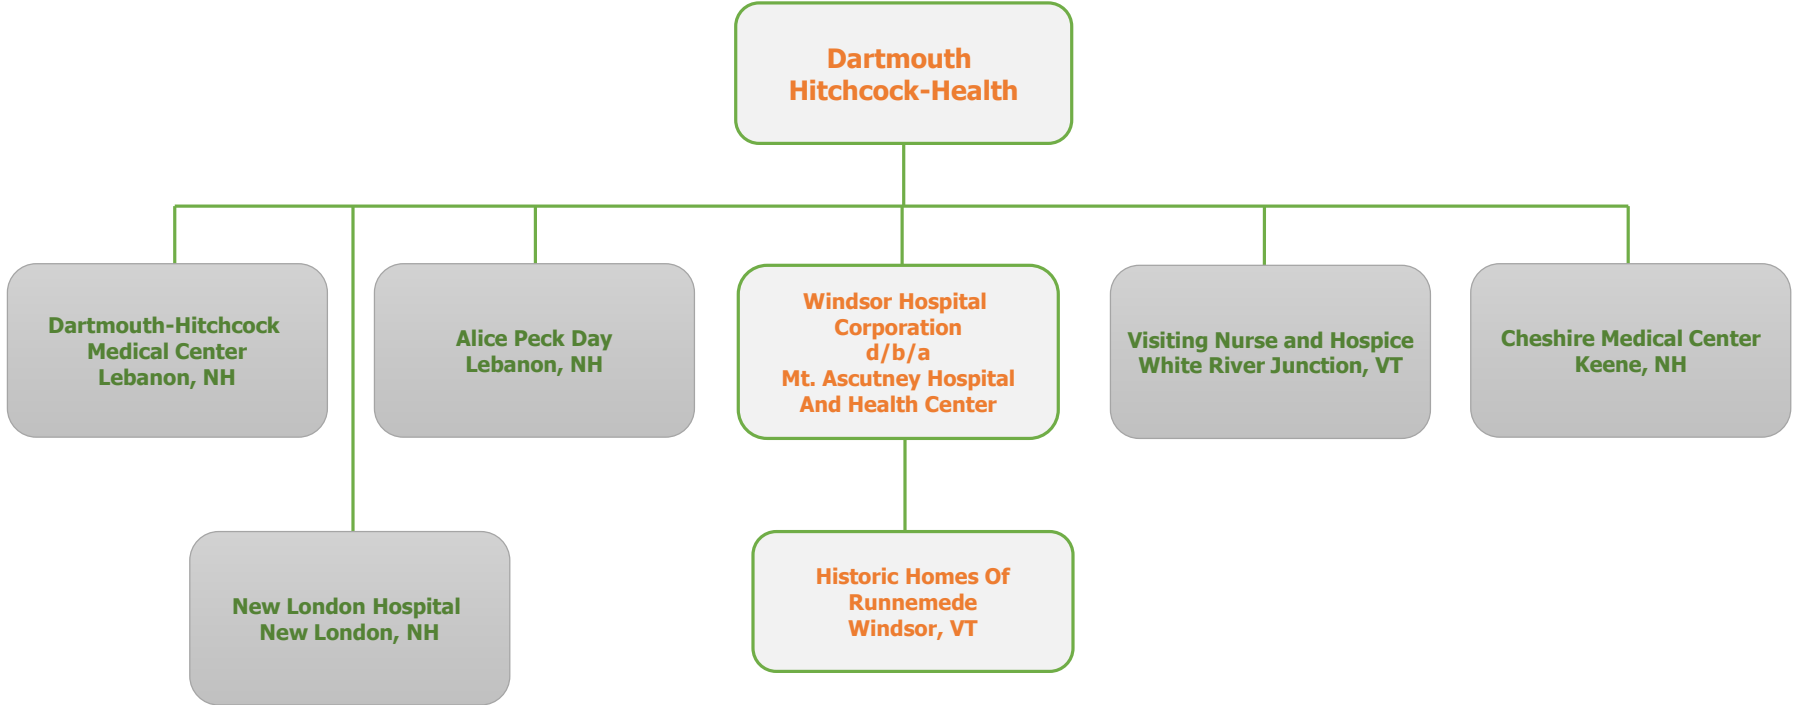 Dartmouth
Hitchcock-Health
Dartmouth-Hitchcock
Medical Center
Lebanon, NH
Alice Peck Day
Lebanon, NH
Windsor Hospital
Corporation
d/b/a
Mt. Ascutney Hospital
And Health Center
Visiting Nurse and Hospice
White River Junction, VT
Cheshire Medical Center
Keene, NH
New London Hospital
New London, NH
Historic Homes Of
Runnemede
Windsor, VT